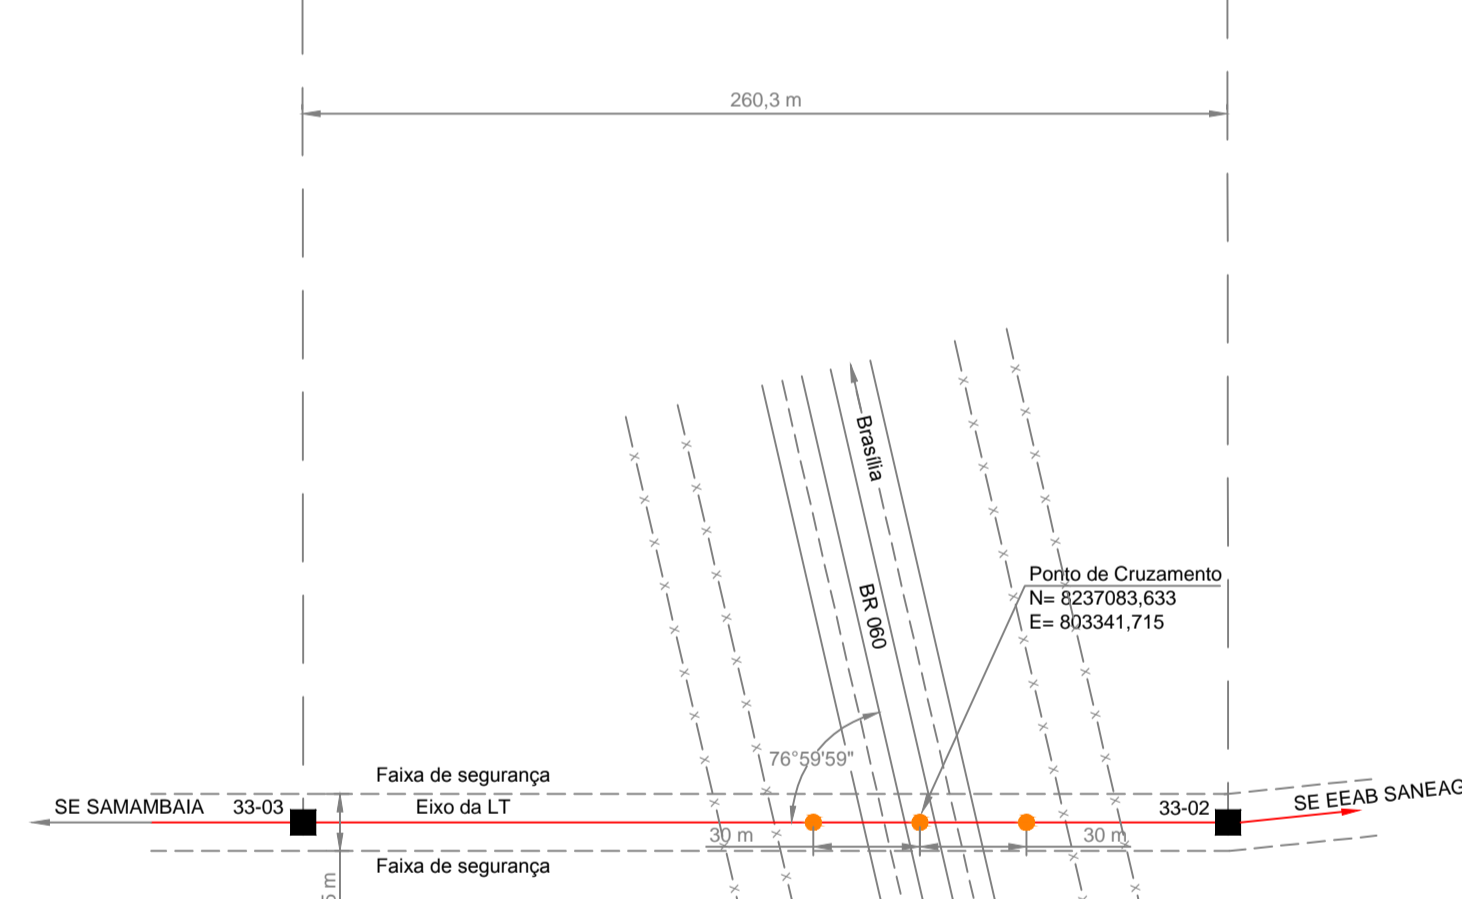 260,3 m
Brasília
BR 060
Ponto de Cruzamento
N= 8237083,633
E= 803341,715
76°59'59"
Faixa de segurança
SE SAMAMBAIA
33-03
Eixo da LT
33-02
SE EEAB SANEAG
30 m
30 m
Faixa de segurança
m